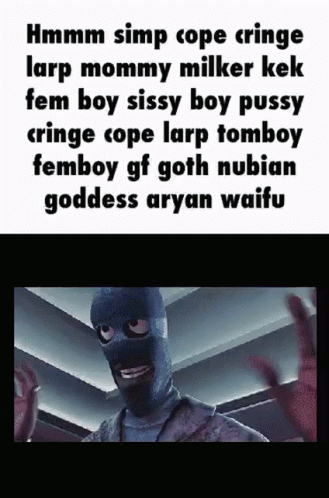 Hmmm simp cope cringe
larp mommy milker kek
fem boy sissy boy pussy
cringe cope larp tomboy
femboy gf goth nubian
goddess aryan waifu